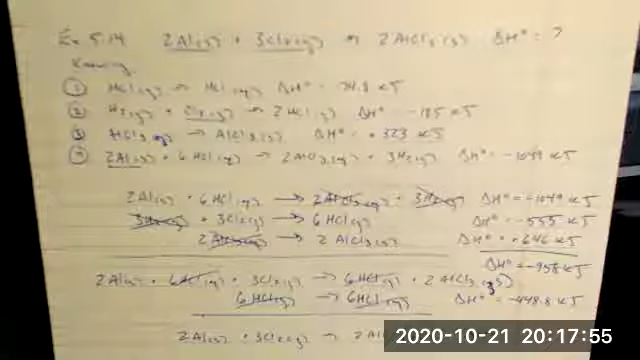 Ex 5.14 2Al(s) + 3Cl2(g) → 2AlCl3(s) ΔH° = ?
Knowing
① HCl(g) → HCl(aq) ΔH° = -74.8 kJ
② H2(g) + Cl2(g) → 2HCl(g) ΔH° = -185 kJ
③ AlCl3(aq) → AlCl3(s) ΔH° = +323 kJ
④ 2Al(s) + 6HCl(aq) → 2AlCl3(aq) + 3H2(g) ΔH° = -1049 kJ
2Al(s) + 6HCl(aq) → 2AlCl3(aq) + 3H2(g) ΔH° = -1049 kJ
3H2(g) + 3Cl2(g) → 6HCl(g) ΔH° = -555 kJ
2AlCl3(aq) → 2AlCl3(s) ΔH° = +646 kJ
ΔH° = -958 kJ
2Al(s) + 6HCl(aq) + 3Cl2(g) → 6HCl(g) + 2AlCl3(s)
6HCl(g) → 6HCl(aq) ΔH° = -448.8 kJ
2Al(s) + 3Cl2(g) →
2020-10-21 20:17:55